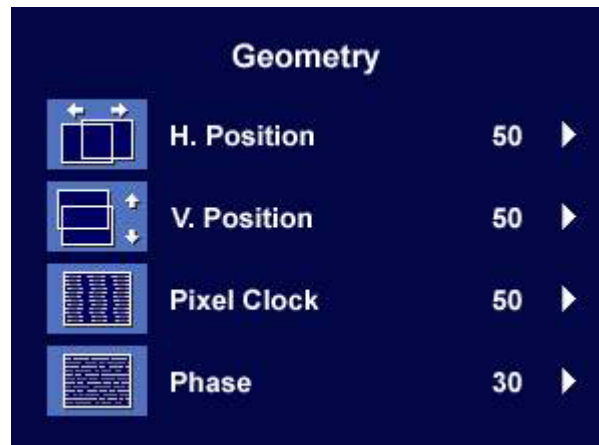 Geometry
H. Position 50
V. Position 50
Pixel Clock 50
Phase 30